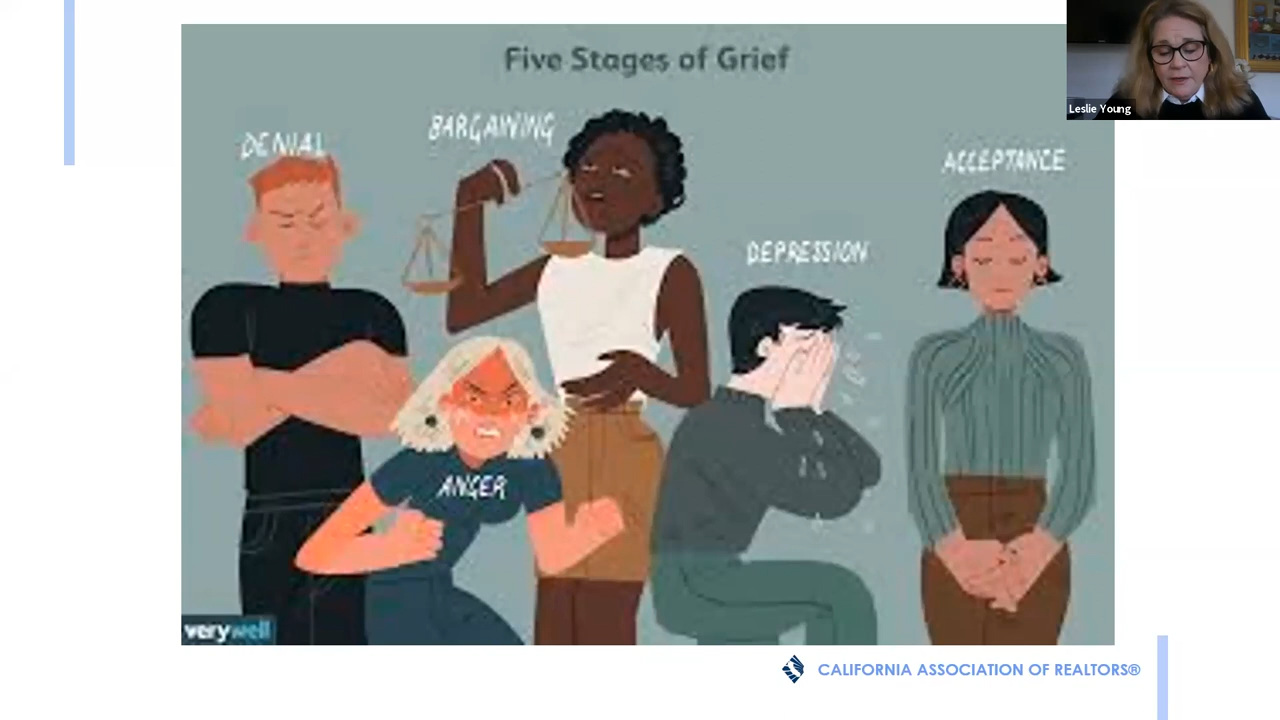 Five Stages of Grief
Leslie Young
DENIAL
BARGAINING
ACCEPTANCE
DEPRESSION
ANGER
verywell
CALIFORNIA ASSOCIATION OF REALTORS®